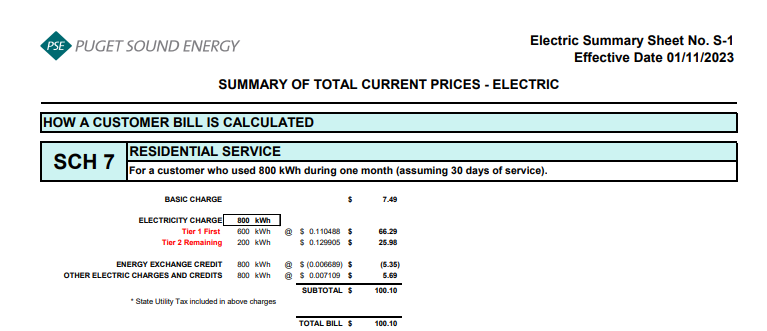 PSE PUGET SOUND ENERGY
Electric Summary Sheet No. S-1
Effective Date 01/11/2023
SUMMARY OF TOTAL CURRENT PRICES - ELECTRIC
HOW A CUSTOMER BILL IS CALCULATED
SCH 7
RESIDENTIAL SERVICE
For a customer who used 800 kWh during one month (assuming 30 days of service).
BASIC CHARGE $ 7.49
ELECTRICITY CHARGE 800 kWh
Tier 1 First 600 kWh @ $ 0.110488 $ 66.29
Tier 2 Remaining 200 kWh @ $ 0.129905 $ 25.98
ENERGY EXCHANGE CREDIT 800 kWh @ $ (0.006689) $ (5.35)
OTHER ELECTRIC CHARGES AND CREDITS 800 kWh @ $ 0.007109 $ 5.69
SUBTOTAL $ 100.10
* State Utility Tax included in above charges
TOTAL BILL $ 100.10